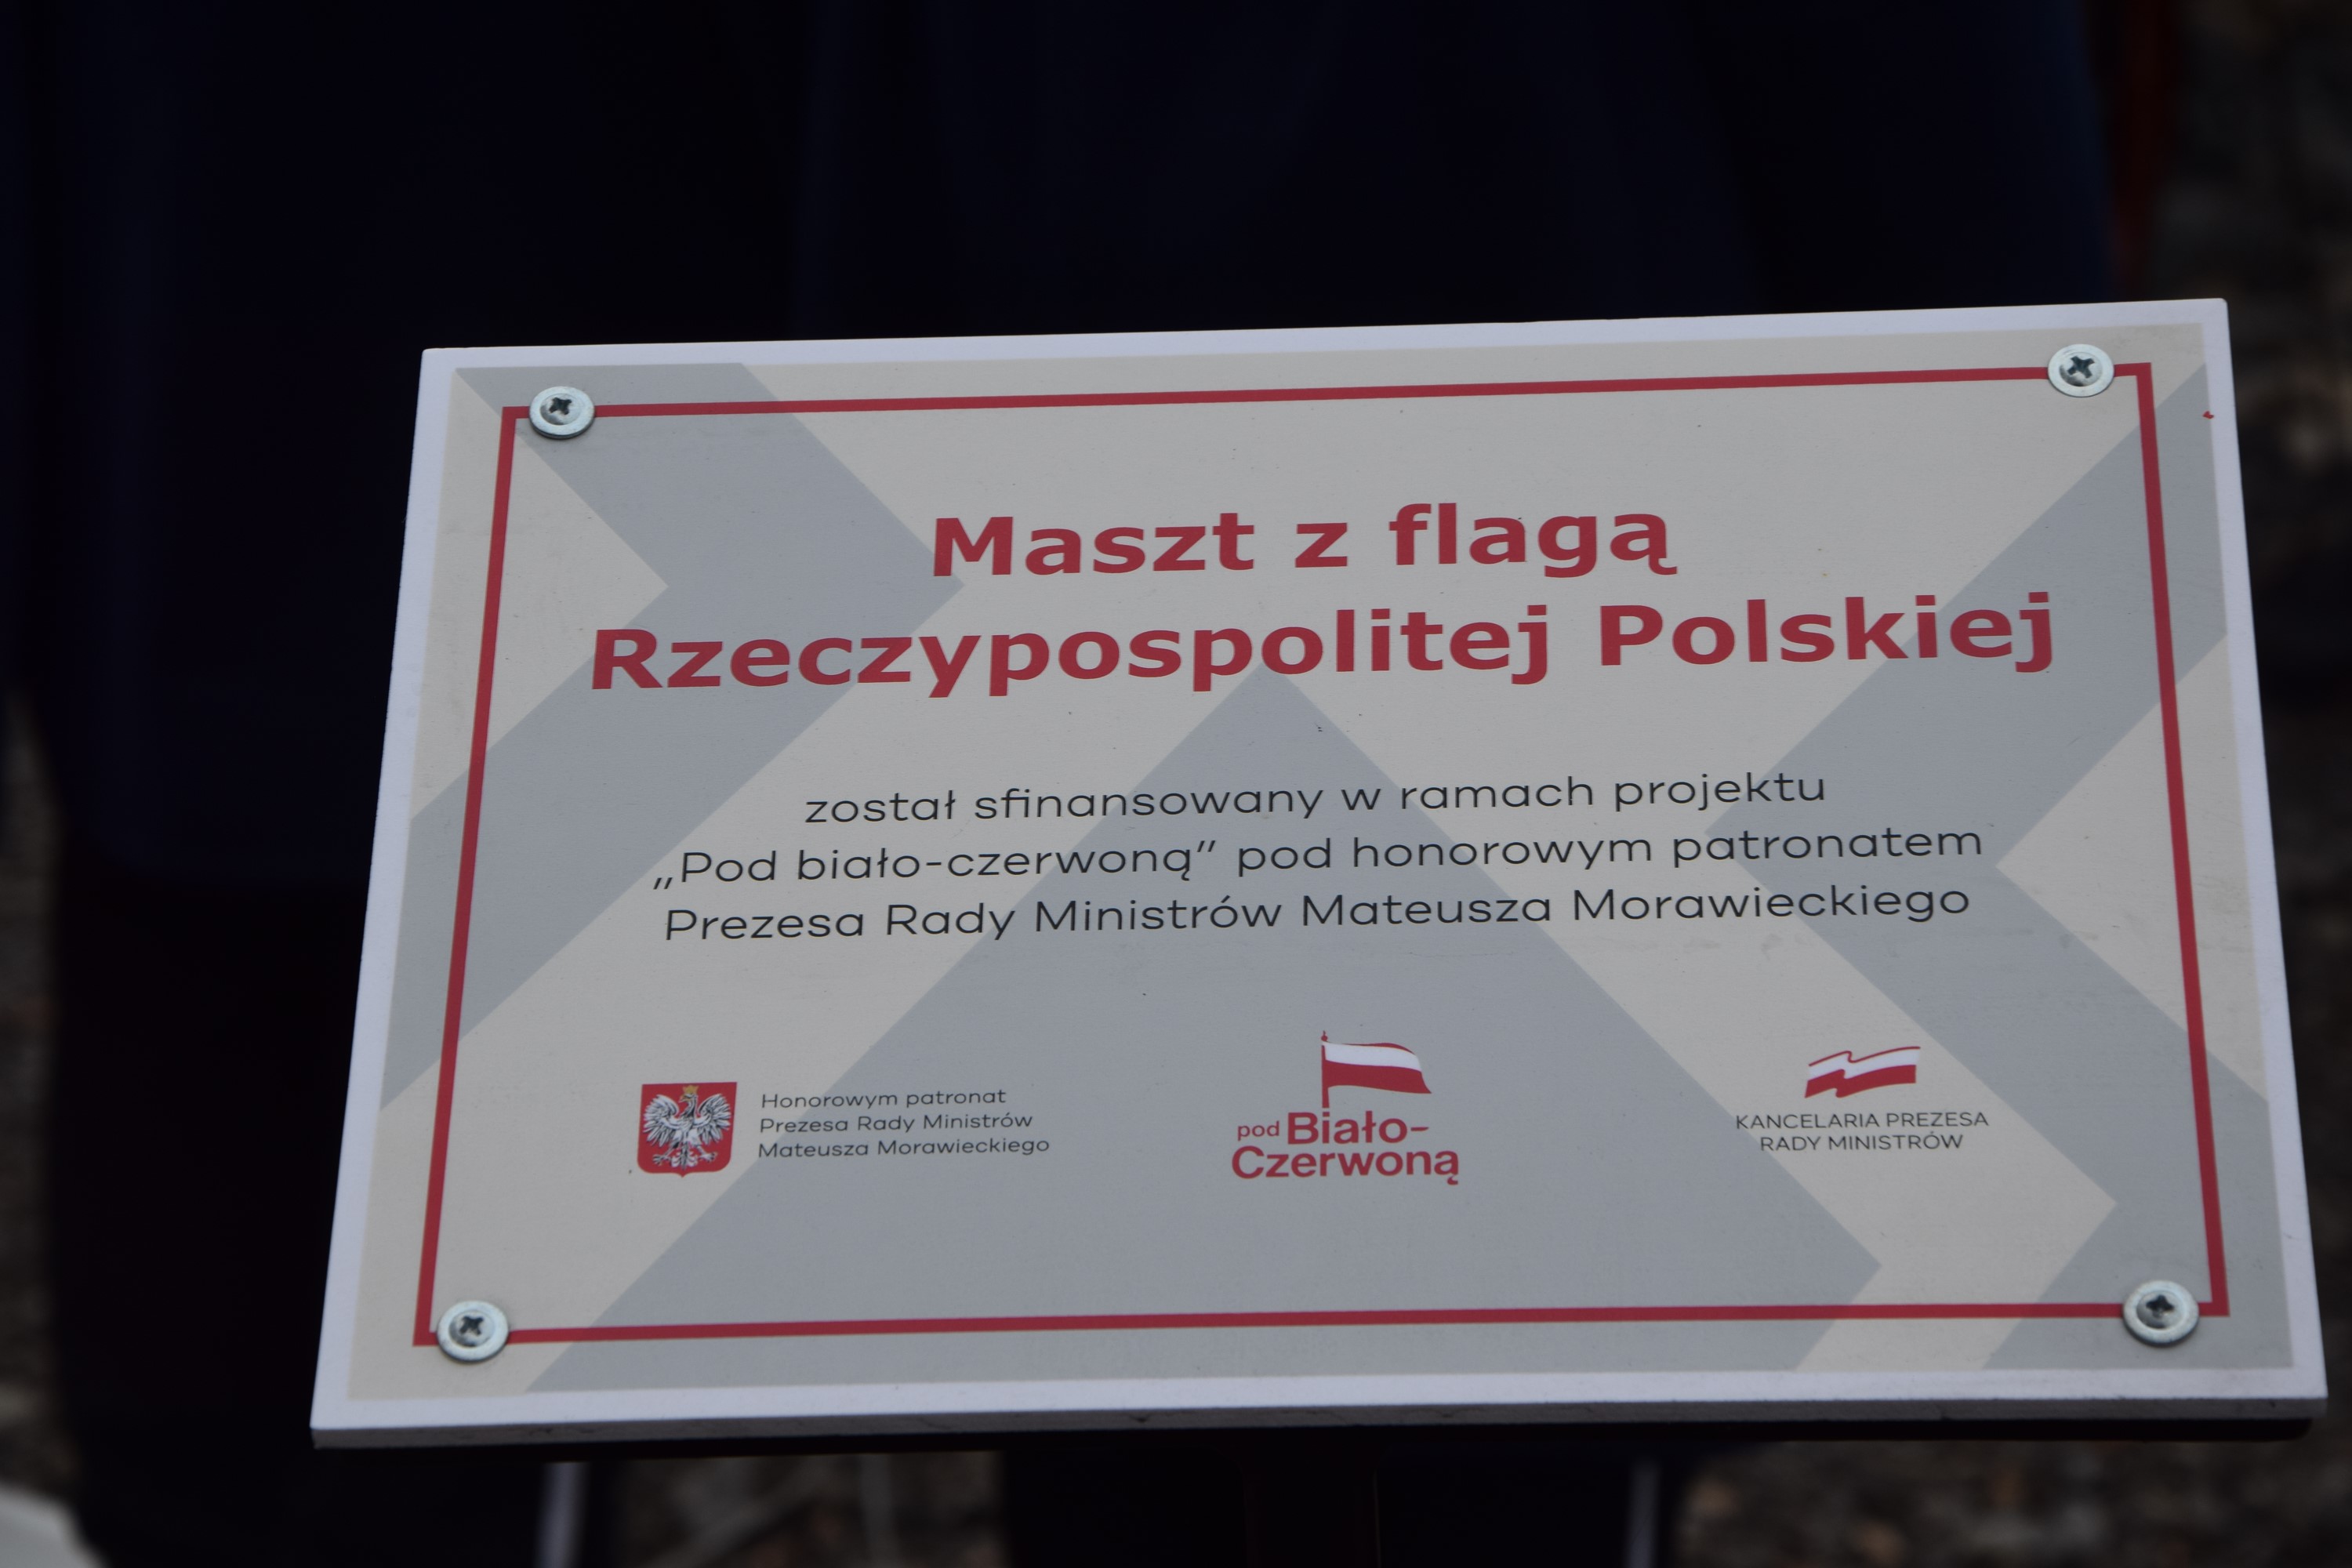 Maszt z flagą
Rzeczypospolitej Polskiej
został sfinansowany w ramach projektu
„Pod biało-czerwoną” pod honorowym patronatem
Prezesa Rady Ministrów Mateusza Morawieckiego
Honorowym patronat
Prezesa Rady Ministrów
Mateusza Morawieckiego
pod Biało-
Czerwoną
KANCELARIA PREZESA
RADY MINISTRÓW